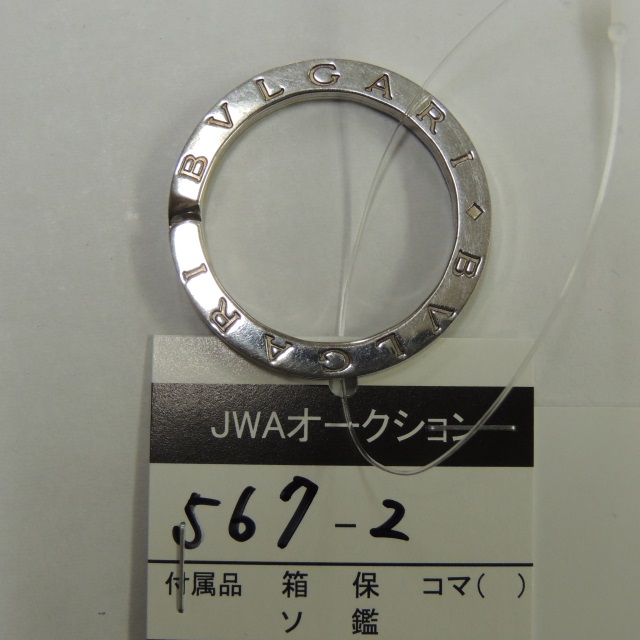 BVLGARI ◆ BVLGARI
JWAオークション
567-2
付属品 箱 保 コマ( )
ソ 鑑